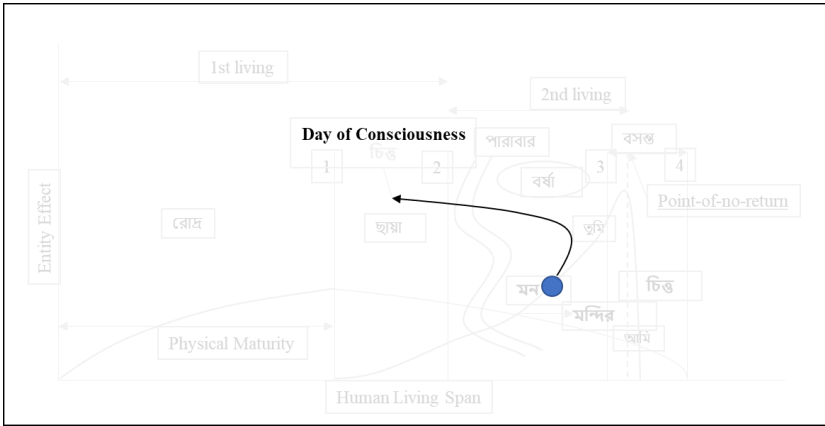 1st living
2nd living
Day of Consciousness
চিত্ত
পারাবার
বসন্ত
1
2
3
4
বর্ষা
Point-of-no-return
Entity Effect
রোদ্র
ছায়া
তুমি
মন
চিত্ত
মন্দির
আমি
Physical Maturity
Human Living Span